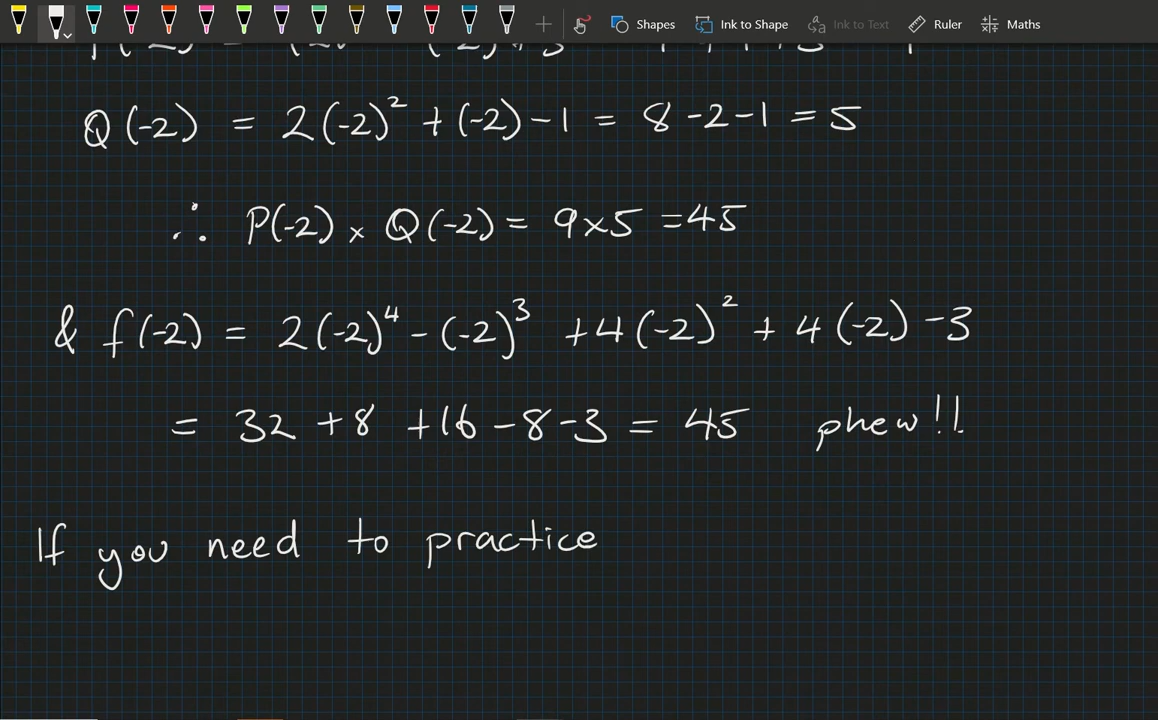 Shapes Ink to Shape Ink to Text Ruler Maths
Q(-2) = 2(-2)² + (-2) - 1 = 8 - 2 - 1 = 5
∴ P(-2) × Q(-2) = 9 × 5 = 45
& f(-2) = 2(-2)⁴ - (-2)³ + 4(-2)² + 4(-2) - 3
= 32 + 8 + 16 - 8 - 3 = 45 phew!!
If you need to practice